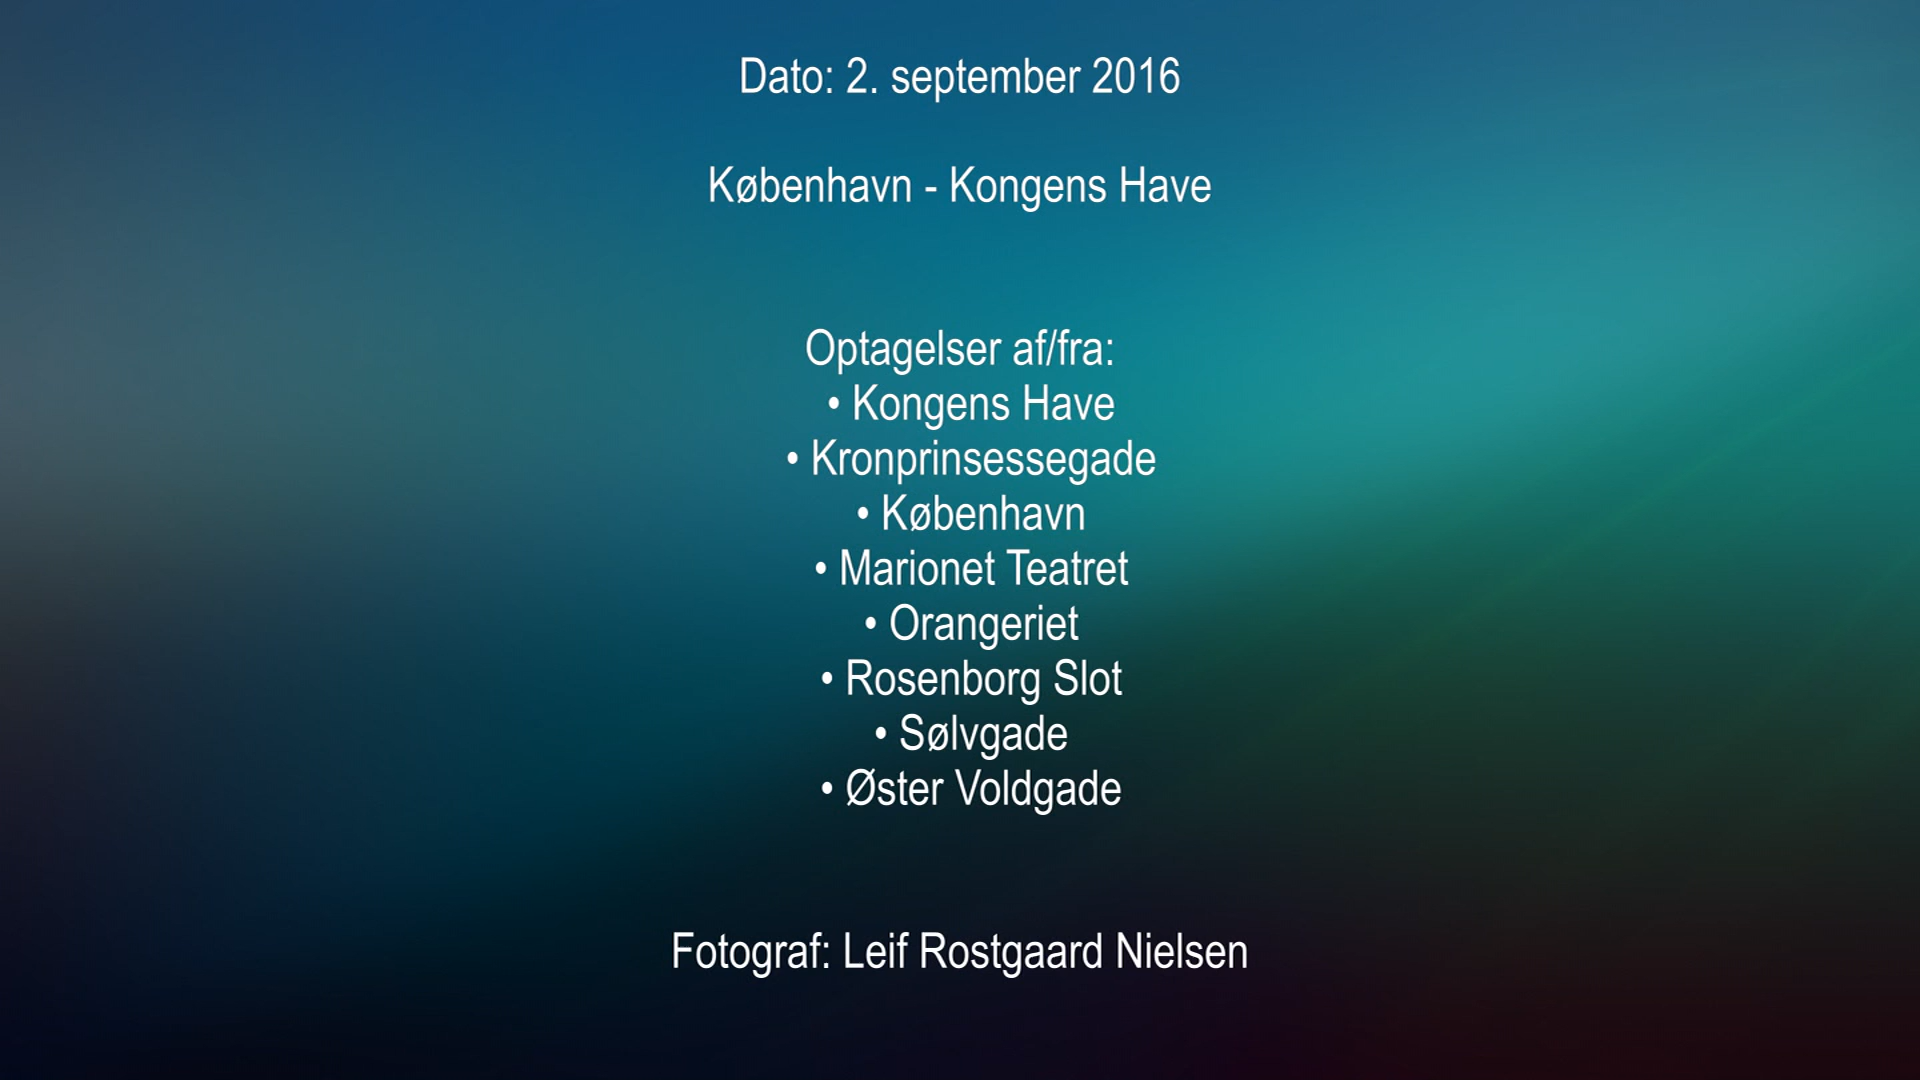 Dato: 2. september 2016
København - Kongens Have
Optagelser af/fra:
• Kongens Have
• Kronprinsessegade
• København
• Marionet Teatret
• Orangeriet
• Rosenborg Slot
• Sølvgade
• Øster Voldgade
Fotograf: Leif Rostgaard Nielsen